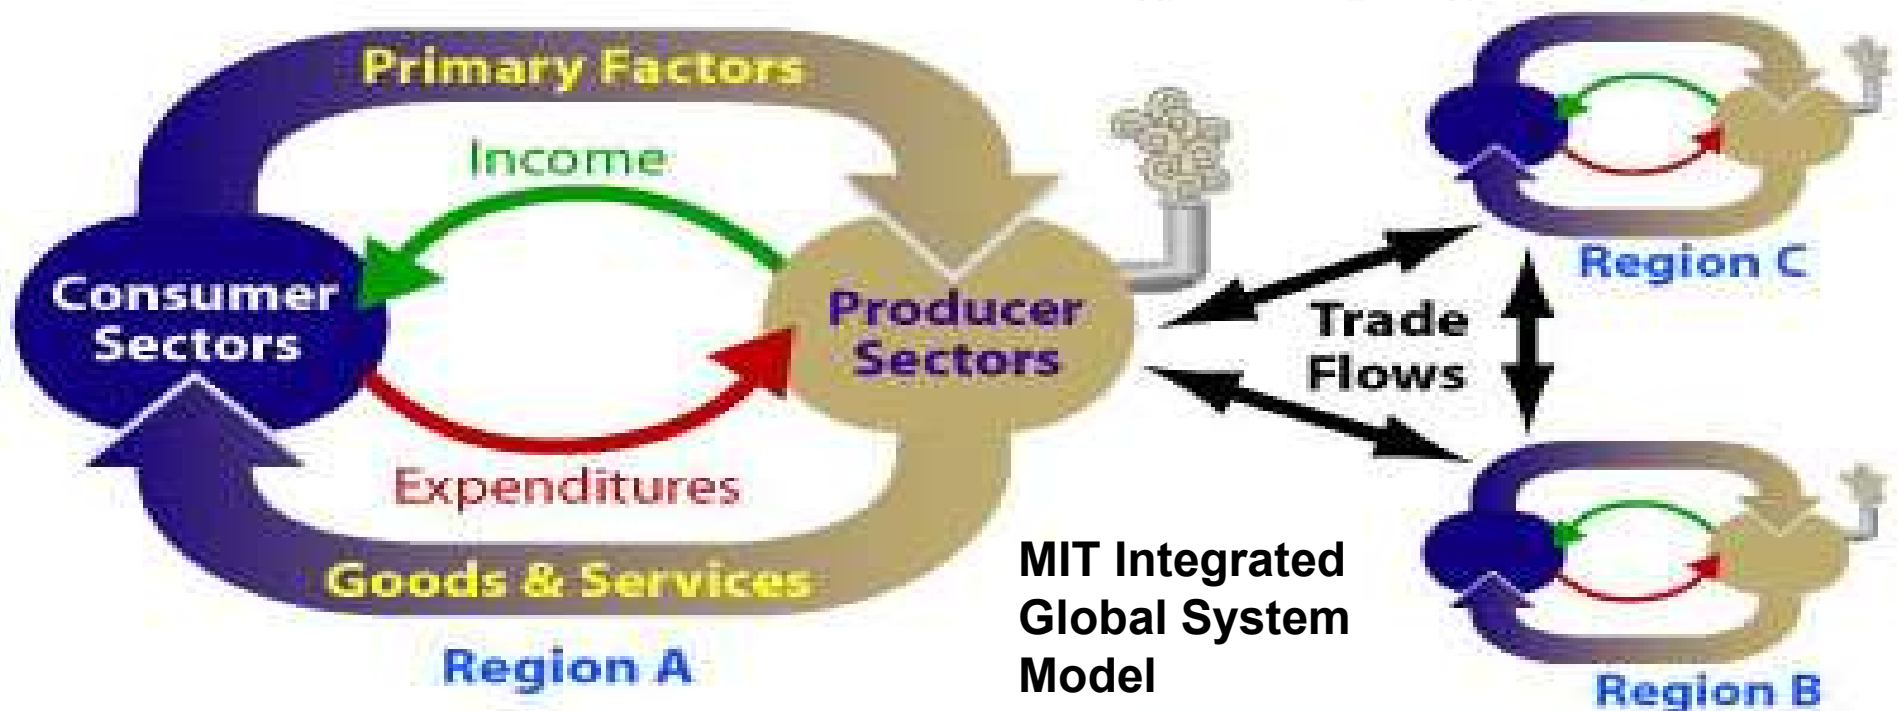 Primary Factors
Income
Consumer
Sectors
Producer
Sectors
Expenditures
Goods & Services
Region A
Trade
Flows
Region C
MIT Integrated
Global System
Model
Region B